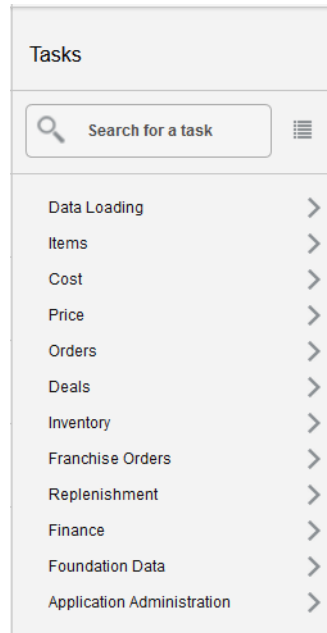 Tasks
Search for a task
Data Loading
Items
Cost
Price
Orders
Deals
Inventory
Franchise Orders
Replenishment
Finance
Foundation Data
Application Administration